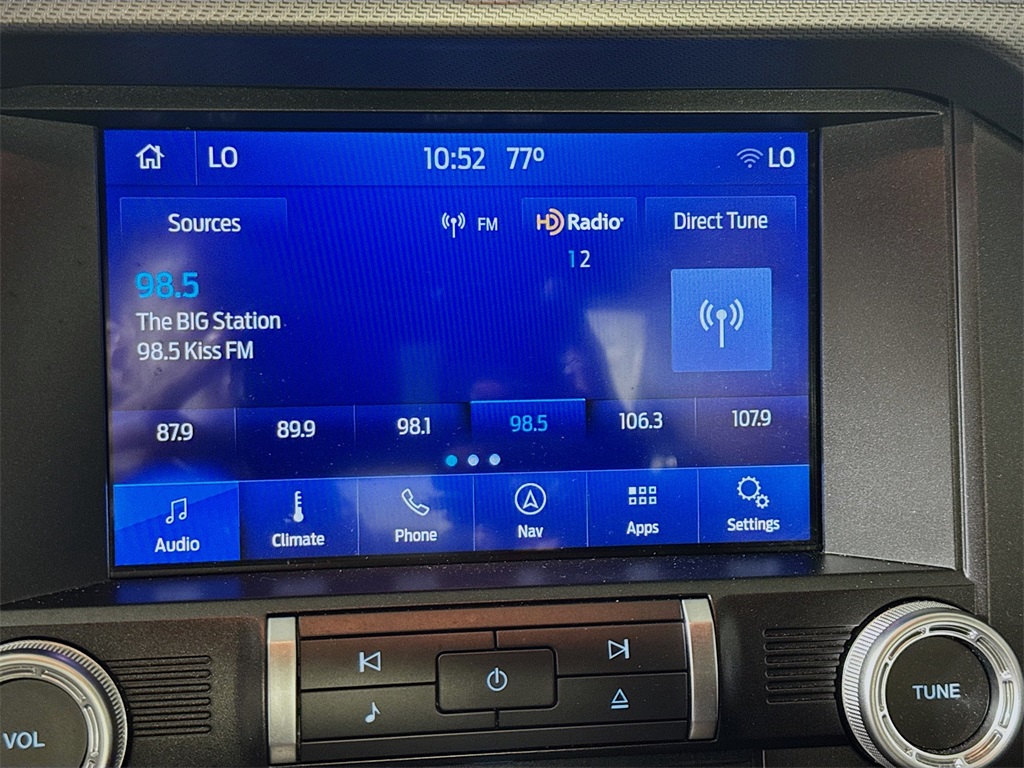 LO 10:52 77° LO
Sources FM HD Radio Direct Tune
1 2
98.5
The BIG Station
98.5 Kiss FM
87.9 89.9 98.1 98.5 106.3 107.9
Audio Climate Phone Nav Apps Settings
VOL TUNE